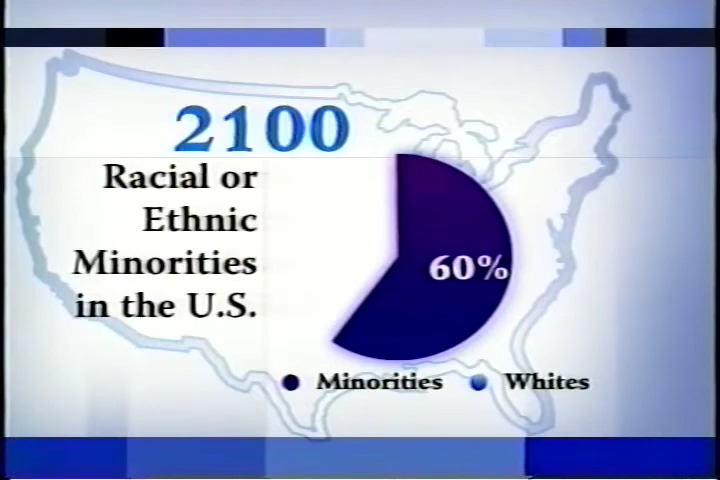 2100
Racial or
Ethnic
Minorities
in the U.S.
60%
Minorities Whites